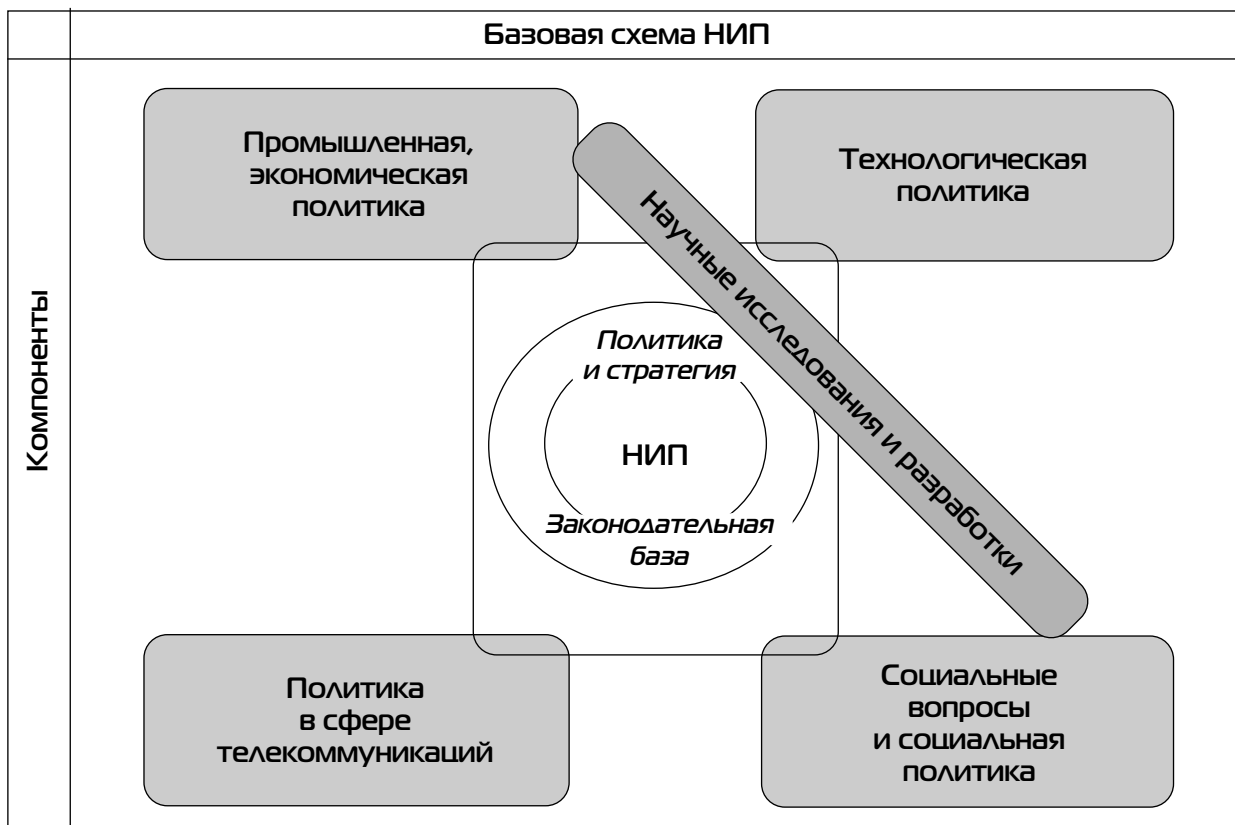 Базовая схема НИП
Компоненты
Промышленная,
экономическая
политика
Технологическая
политика
Научные исследования и разработки
Политика
и стратегия
НИП
Законодательная
база
Политика
в сфере
телекоммуникаций
Социальные
вопросы
и социальная
политика